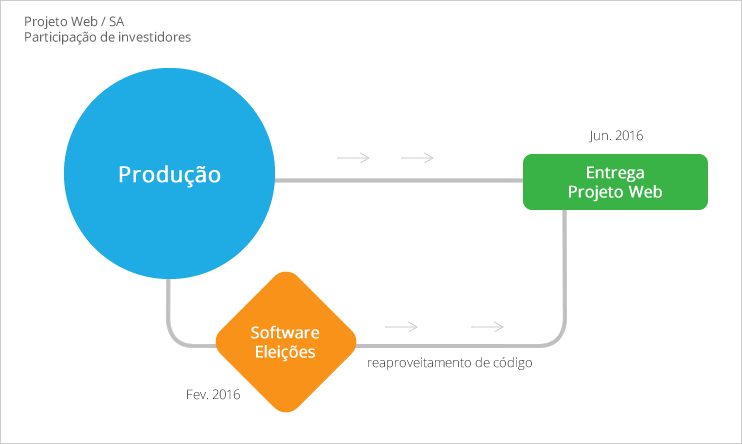 Projeto Web / SA
Participação de investidores
Jun. 2016
Produção
Entrega
Projeto Web
Software
Eleições
reaproveitamento de código
Fev. 2016